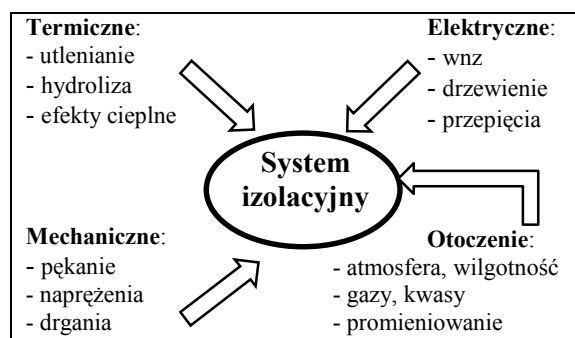 Termiczne:
- utlenianie
- hydroliza
- efekty cieplne
Elektryczne:
- wnz
- drzewienie
- przepięcia
System
izolacyjny
Mechaniczne:
- pękanie
- naprężenia
- drgania
Otoczenie:
- atmosfera, wilgotność
- gazy, kwasy
- promieniowanie